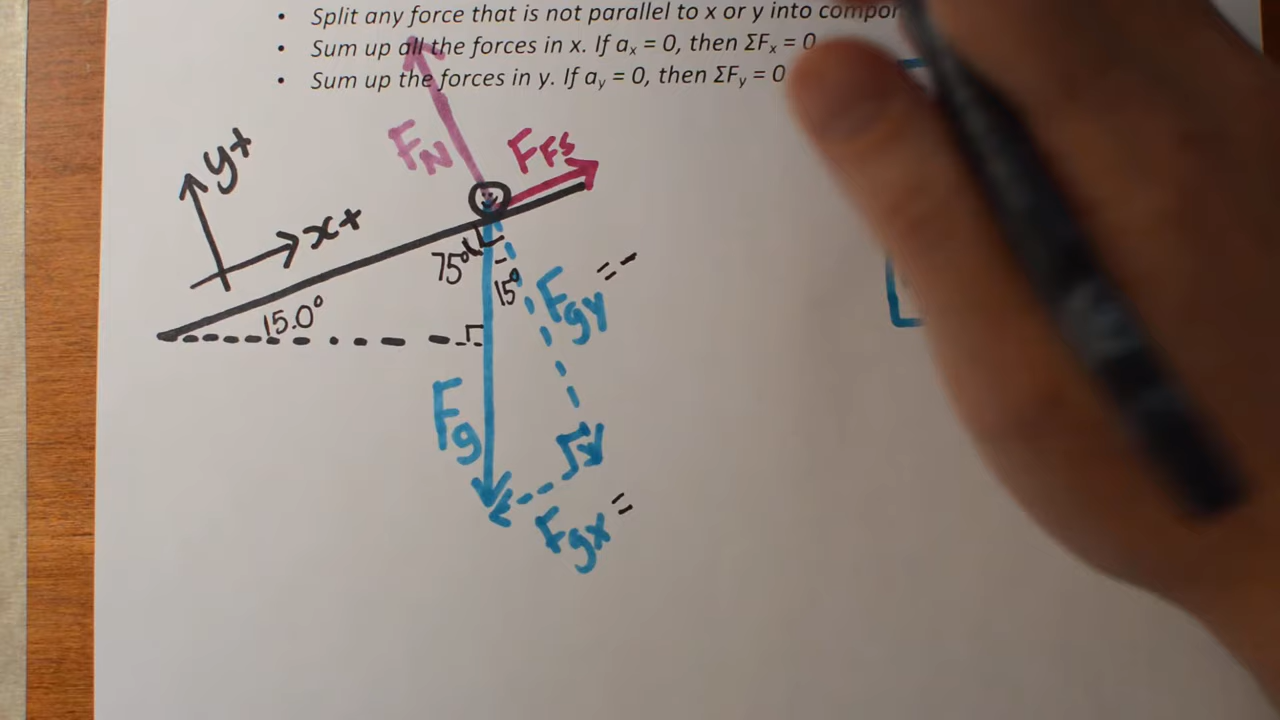 • Split any force that is not parallel to x or y into
• Sum up all the forces in x. If aₓ = 0, then ΣFₓ = 0
• Sum up the forces in y. If aᵧ = 0, then ΣFᵧ = 0
y+
F_N
F_FS
x+
75°
15°
F_gy = -
15.0°
F_g
F_gx =